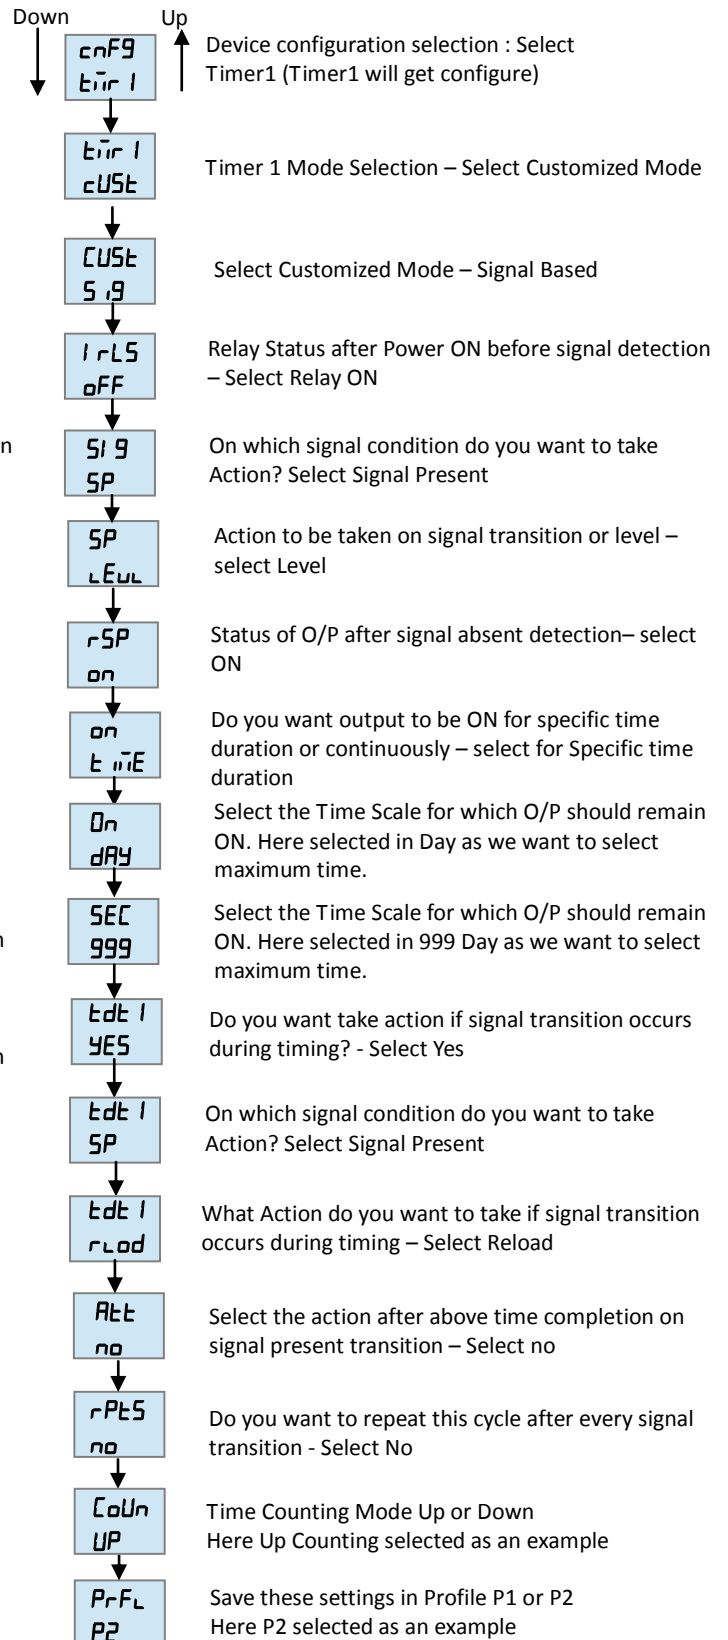 Down Up
cnF9
tmr 1
Device configuration selection : Select
Timer1 (Timer1 will get configure)
tmr 1
cUSt
Timer 1 Mode Selection – Select Customized Mode
CUSt
Si9
Select Customized Mode – Signal Based
1 rLS
oFF
Relay Status after Power ON before signal detection
– Select Relay ON
n
SI 9
SP
On which signal condition do you want to take
Action? Select Signal Present
SP
LEvL
Action to be taken on signal transition or level –
select Level
rSP
on
Status of O/P after signal absent detection– select
ON
on
timE
Do you want output to be ON for specific time
duration or continuously – select for Specific time
duration
On
dAY
Select the Time Scale for which O/P should remain
ON. Here selected in Day as we want to select
maximum time.
n
SEC
999
Select the Time Scale for which O/P should remain
ON. Here selected in 999 Day as we want to select
maximum time.
n
tdt 1
YES
Do you want take action if signal transition occurs
during timing? - Select Yes
tdt 1
SP
On which signal condition do you want to take
Action? Select Signal Present
tdt 1
rLod
What Action do you want to take if signal transition
occurs during timing – Select Reload
Att
no
Select the action after above time completion on
signal present transition – Select no
rPtS
no
Do you want to repeat this cycle after every signal
transition - Select No
CoUn
UP
Time Counting Mode Up or Down
Here Up Counting selected as an example
PrFL
P2
Save these settings in Profile P1 or P2
Here P2 selected as an example